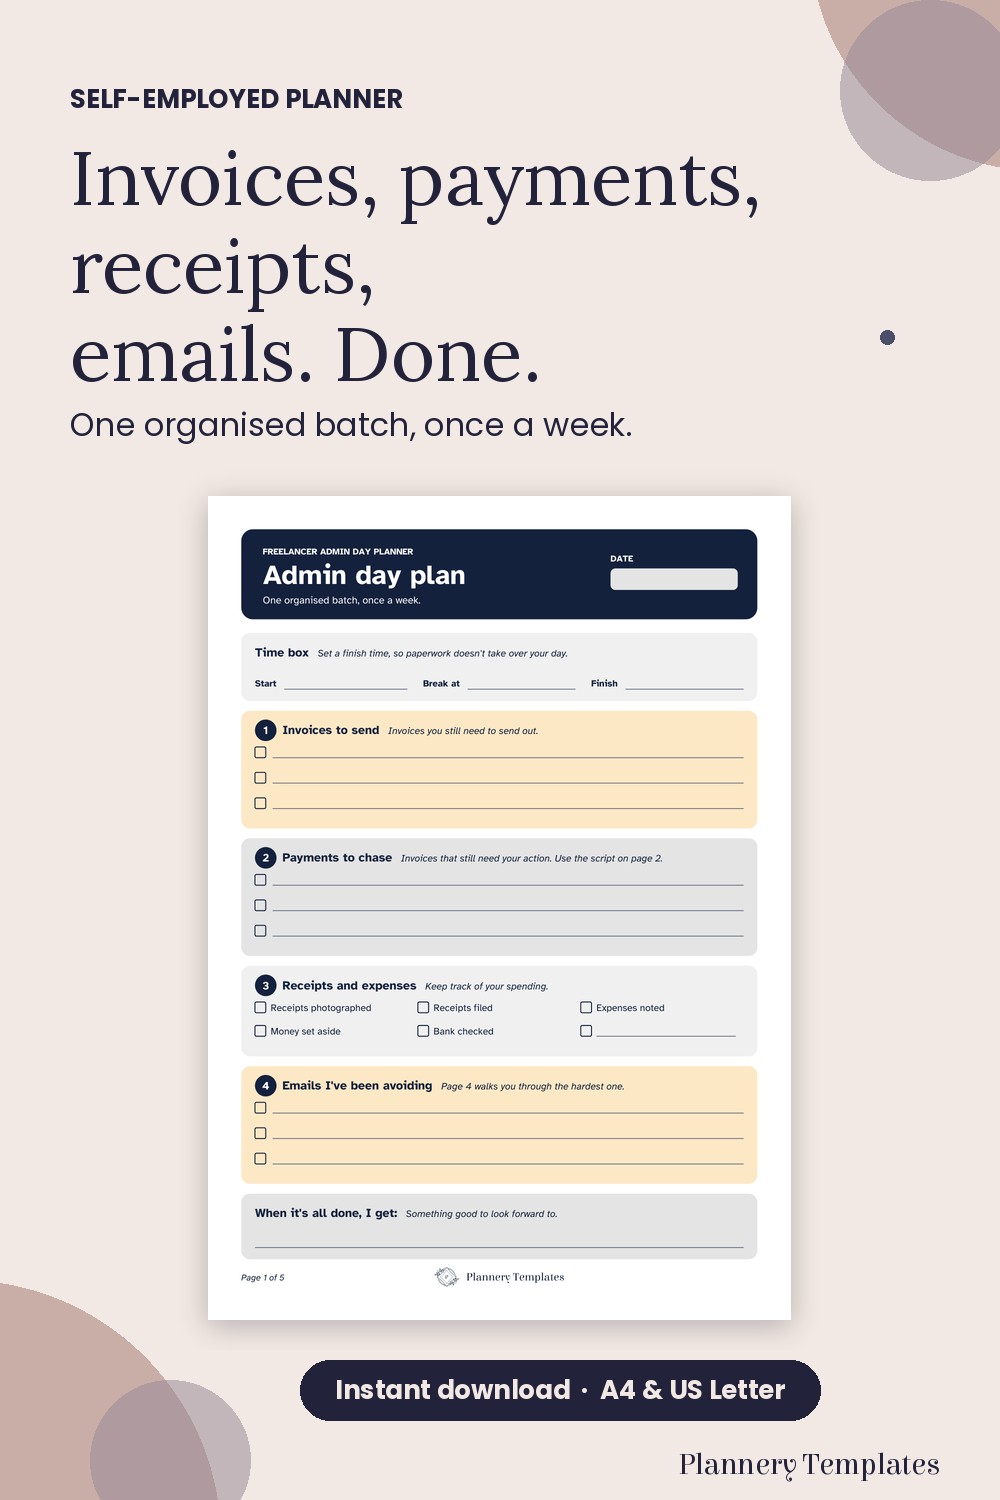 SELF-EMPLOYED PLANNER
Invoices, payments,
receipts,
emails. Done.
One organised batch, once a week.
FREELANCER ADMIN DAY PLANNER
Admin day plan
One organised batch, once a week.
DATE
Time box Set a finish time, so paperwork doesn't take over your day.
Start Break at Finish
1 Invoices to send Invoices you still need to send out.
2 Payments to chase Invoices that still need your action. Use the script on page 2.
3 Receipts and expenses Keep track of your spending.
Receipts photographed Receipts filed Expenses noted
Money set aside Bank checked
4 Emails I've been avoiding Page 4 walks you through the hardest one.
When it's all done, I get: Something good to look forward to.
Page 1 of 5 Plannery Templates
Instant download · A4 & US Letter
Plannery Templates